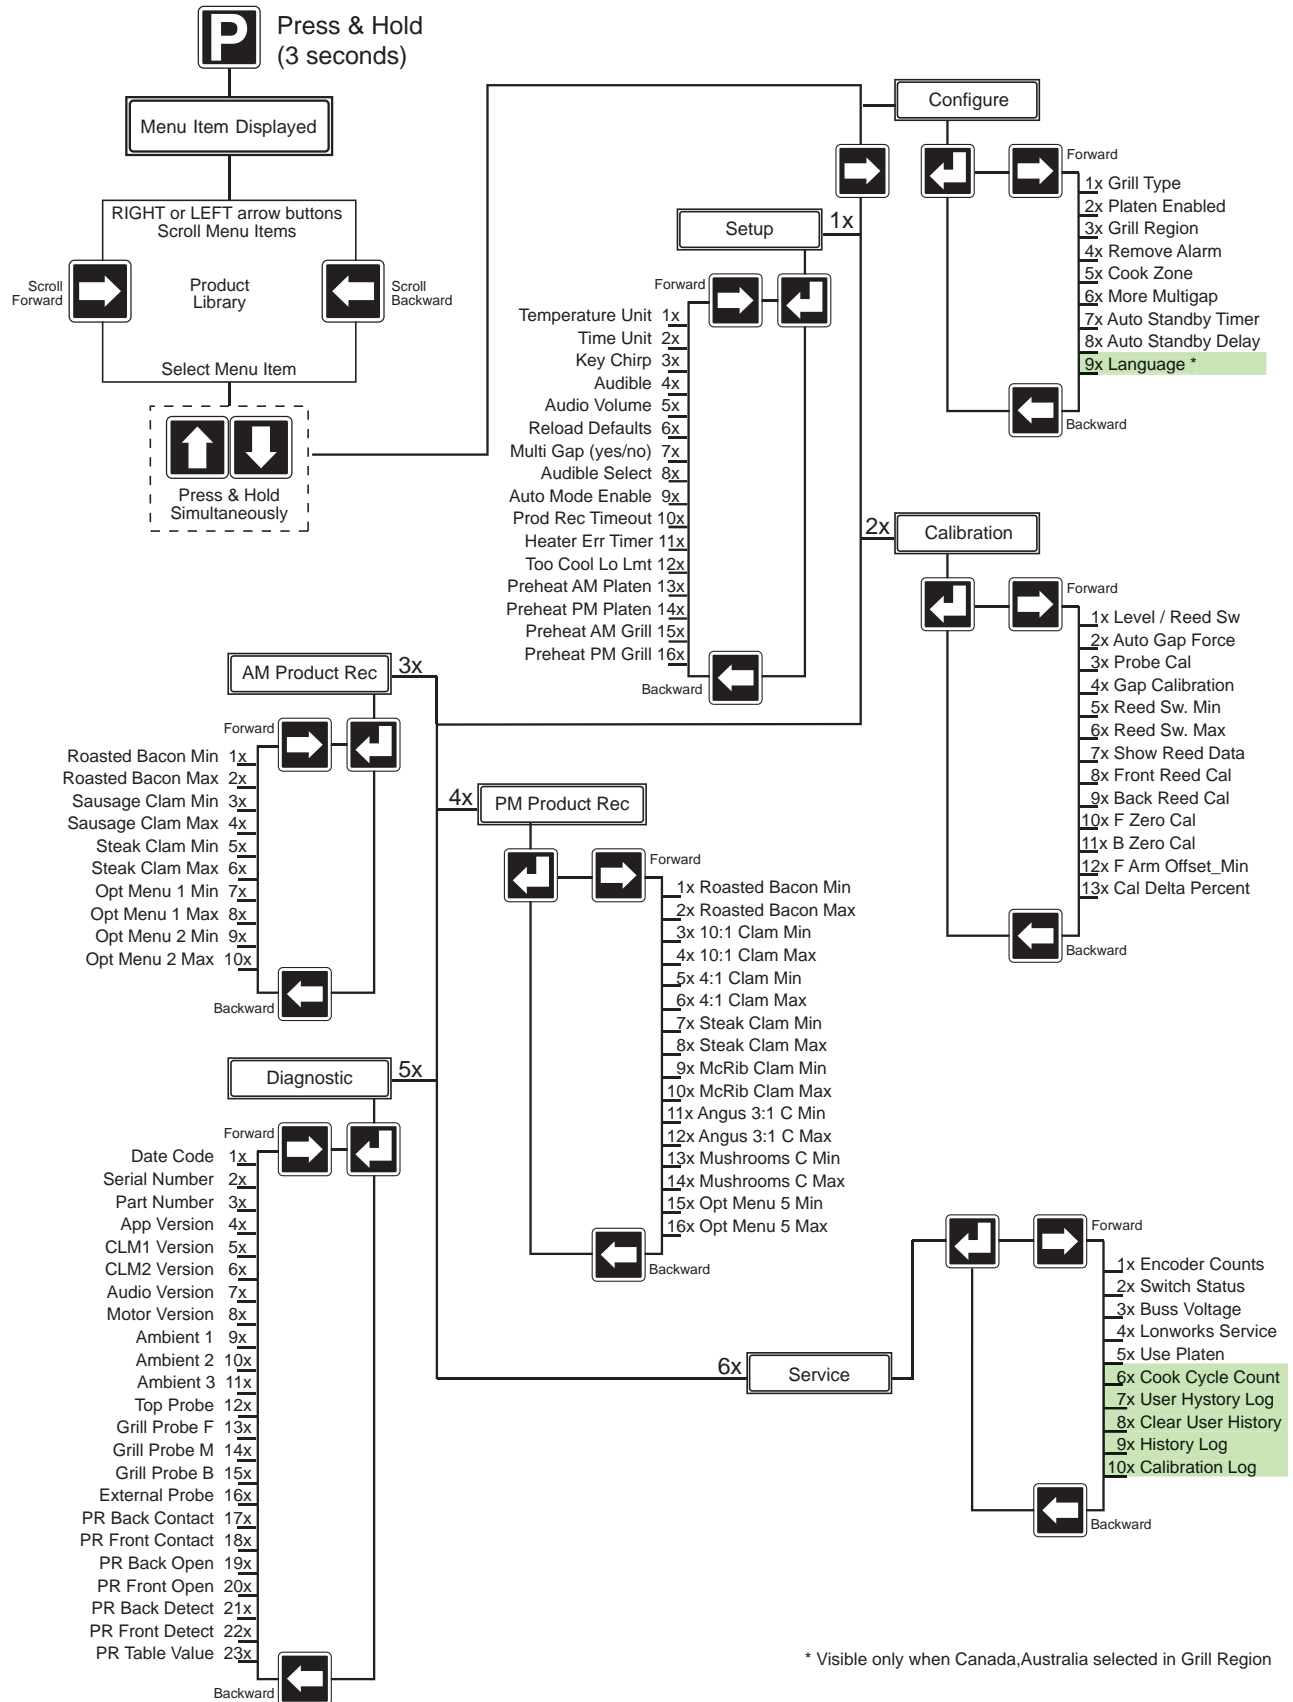 P
Press & Hold
(3 seconds)
Menu Item Displayed
RIGHT or LEFT arrow buttons
Scroll Menu Items
Scroll
Forward
Product
Library
Scroll
Backward
Select Menu Item
Press & Hold
Simultaneously
Configure
Forward
1x Grill Type
2x Platen Enabled
3x Grill Region
4x Remove Alarm
5x Cook Zone
6x More Multigap
7x Auto Standby Timer
8x Auto Standby Delay
9x Language *
Backward
Setup
1x
Forward
Temperature Unit 1x
Time Unit 2x
Key Chirp 3x
Audible 4x
Audio Volume 5x
Reload Defaults 6x
Multi Gap (yes/no) 7x
Audible Select 8x
Auto Mode Enable 9x
Prod Rec Timeout 10x
Heater Err Timer 11x
Too Cool Lo Lmt 12x
Preheat AM Platen 13x
Preheat PM Platen 14x
Preheat AM Grill 15x
Preheat PM Grill 16x
Backward
2x
Calibration
Forward
1x Level / Reed Sw
2x Auto Gap Force
3x Probe Cal
4x Gap Calibration
5x Reed Sw. Min
6x Reed Sw. Max
7x Show Reed Data
8x Front Reed Cal
9x Back Reed Cal
10x F Zero Cal
11x B Zero Cal
12x F Arm Offset_Min
13x Cal Delta Percent
Backward
AM Product Rec
3x
Forward
Roasted Bacon Min 1x
Roasted Bacon Max 2x
Sausage Clam Min 3x
Sausage Clam Max 4x
Steak Clam Min 5x
Steak Clam Max 6x
Opt Menu 1 Min 7x
Opt Menu 1 Max 8x
Opt Menu 2 Min 9x
Opt Menu 2 Max 10x
Backward
4x
PM Product Rec
Forward
1x Roasted Bacon Min
2x Roasted Bacon Max
3x 10:1 Clam Min
4x 10:1 Clam Max
5x 4:1 Clam Min
6x 4:1 Clam Max
7x Steak Clam Min
8x Steak Clam Max
9x McRib Clam Min
10x McRib Clam Max
11x Angus 3:1 C Min
12x Angus 3:1 C Max
13x Mushrooms C Min
14x Mushrooms C Max
15x Opt Menu 5 Min
16x Opt Menu 5 Max
Backward
Diagnostic
5x
Forward
Date Code 1x
Serial Number 2x
Part Number 3x
App Version 4x
CLM1 Version 5x
CLM2 Version 6x
Audio Version 7x
Motor Version 8x
Ambient 1 9x
Ambient 2 10x
Ambient 3 11x
Top Probe 12x
Grill Probe F 13x
Grill Probe M 14x
Grill Probe B 15x
External Probe 16x
PR Back Contact 17x
PR Front Contact 18x
PR Back Open 19x
PR Front Open 20x
PR Back Detect 21x
PR Front Detect 22x
PR Table Value 23x
Backward
6x
Service
Forward
1x Encoder Counts
2x Switch Status
3x Buss Voltage
4x Lonworks Service
5x Use Platen
6x Cook Cycle Count
7x User Hystory Log
8x Clear User History
9x History Log
10x Calibration Log
Backward
* Visible only when Canada,Australia selected in Grill Region